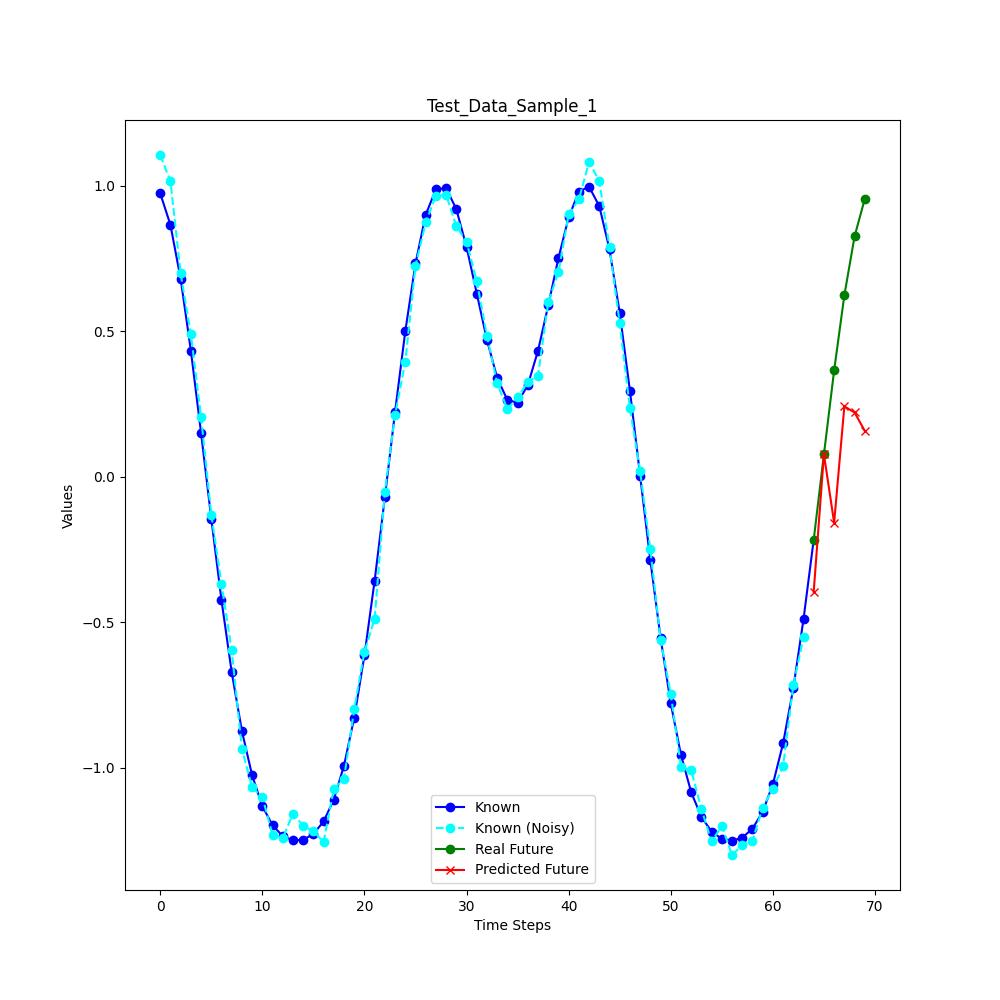 Test_Data_Sample_1
1.0
0.5
0.0
−0.5
−1.0
Values
0 10 20 30 40 50 60 70
Time Steps
Known
Known (Noisy)
Real Future
Predicted Future